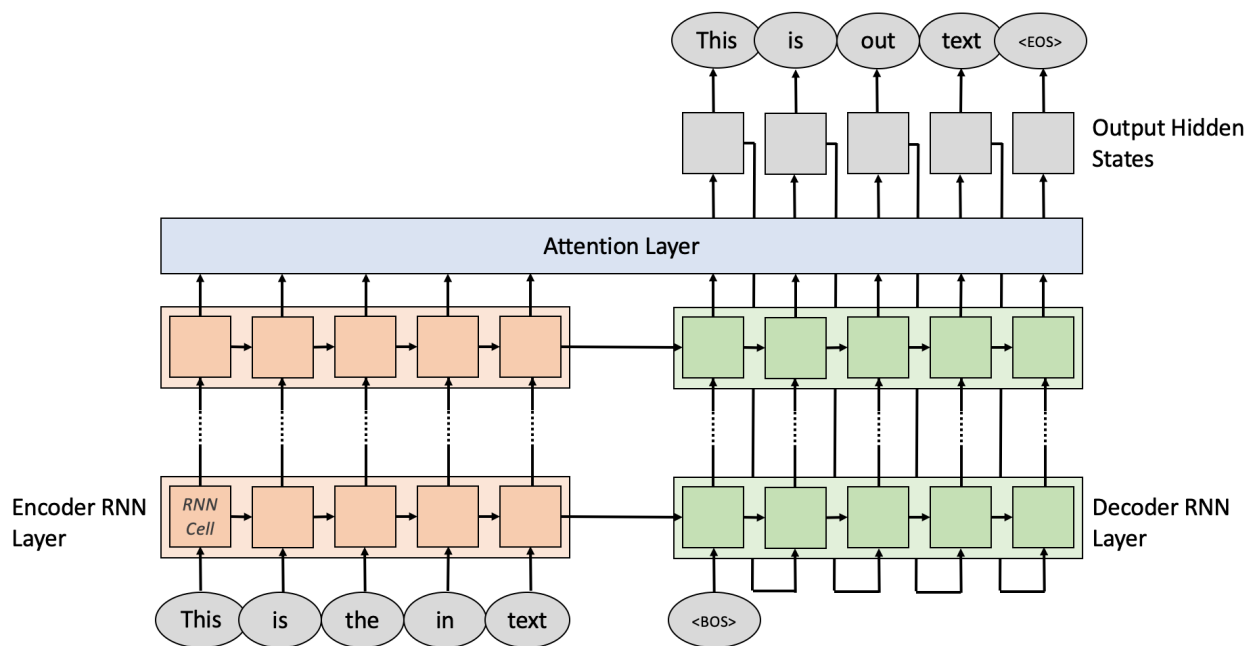 This is out text <EOS>
Output Hidden
States
Attention Layer
Encoder RNN
Layer
RNN
Cell
Decoder RNN
Layer
This is the in text
<BOS>